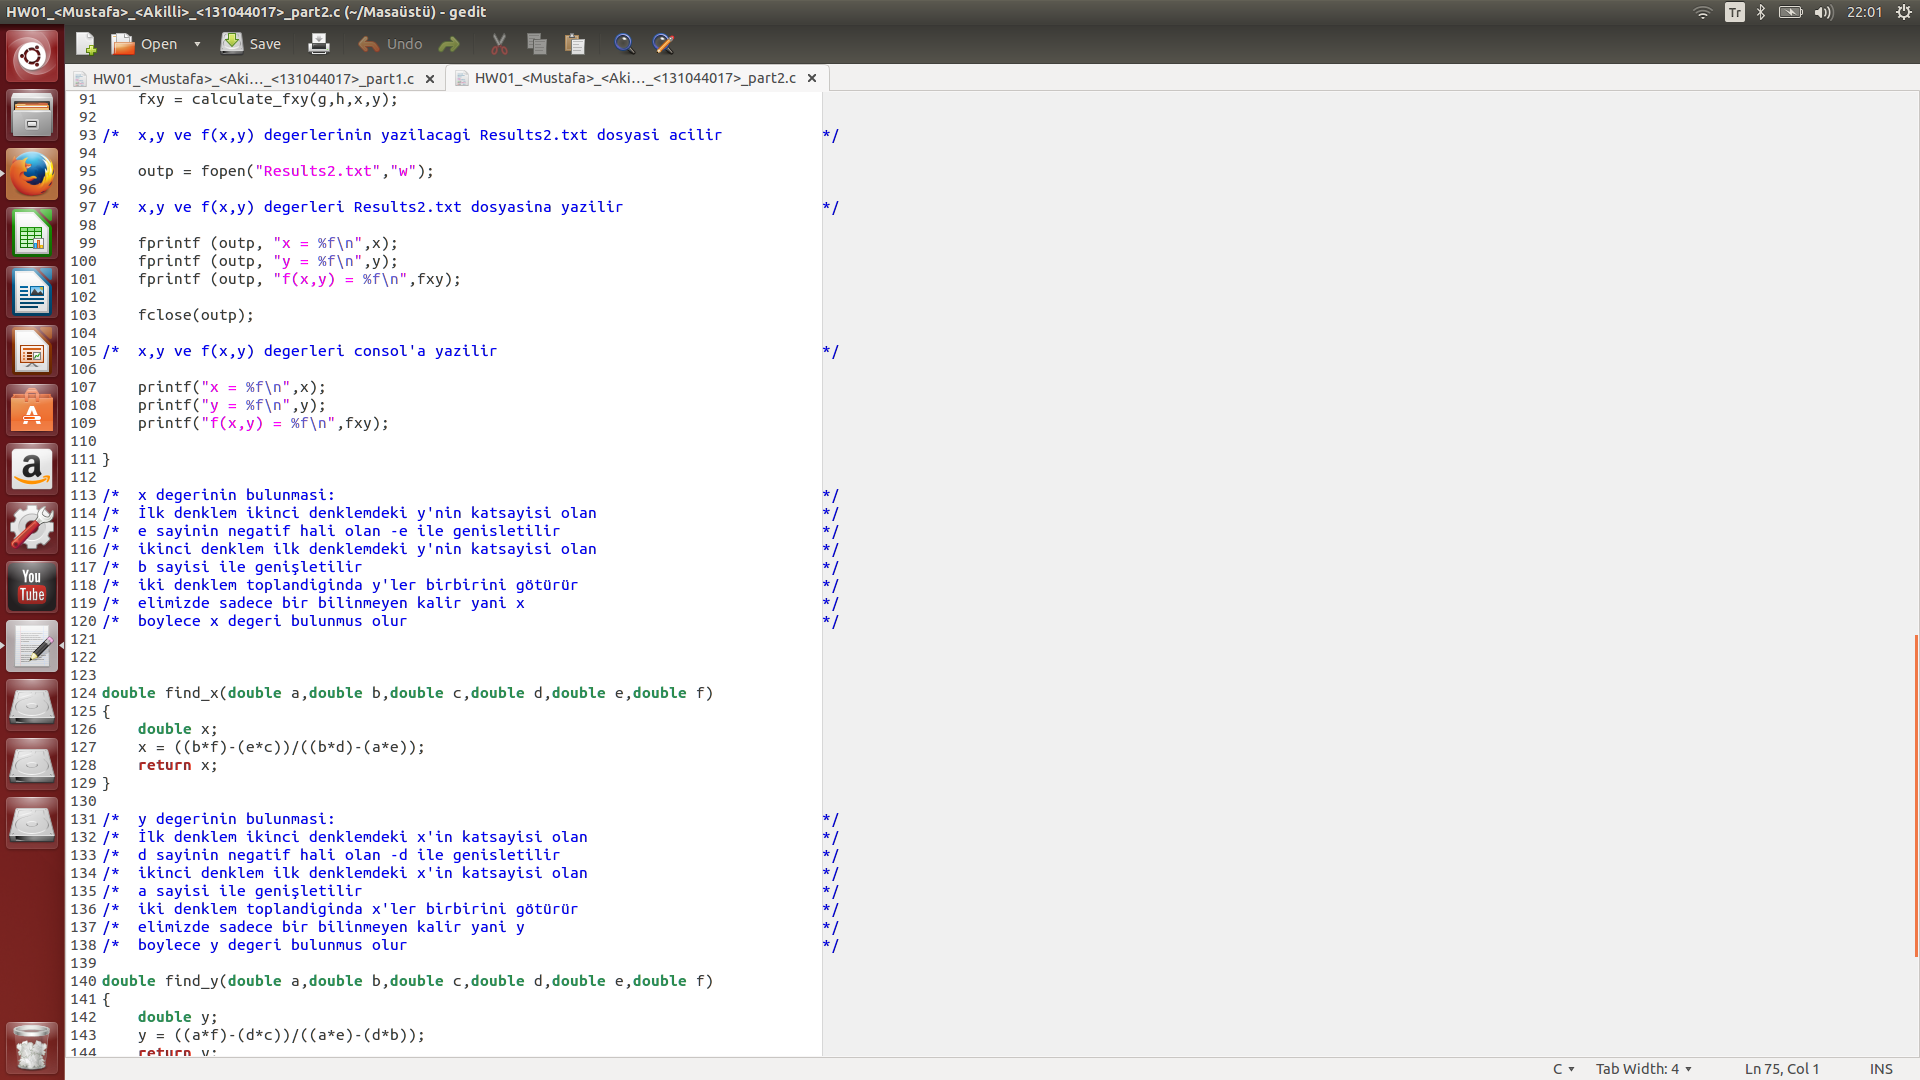 HW01_<Mustafa>_<Akilli>_<131044017>_part2.c (~/Masaüstü) - gedit
Tr
22:01
Open
Save
Undo
HW01_<Mustafa>_<Aki..._<131044017>_part1.c
HW01_<Mustafa>_<Aki..._<131044017>_part2.c
91 fxy = calculate_fxy(g,h,x,y);
92
93 /* x,y ve f(x,y) degerlerinin yazilacagi Results2.txt dosyasi acilir */
94
95 outp = fopen("Results2.txt","w");
96
97 /* x,y ve f(x,y) degerleri Results2.txt dosyasina yazilir */
98
99 fprintf (outp, "x = %f\n",x);
100 fprintf (outp, "y = %f\n",y);
101 fprintf (outp, "f(x,y) = %f\n",fxy);
102
103 fclose(outp);
104
105 /* x,y ve f(x,y) degerleri consol'a yazilir */
106
107 printf("x = %f\n",x);
108 printf("y = %f\n",y);
109 printf("f(x,y) = %f\n",fxy);
110
111 }
112
113 /* x degerinin bulunmasi: */
114 /* İlk denklem ikinci denklemdeki y'nin katsayisi olan */
115 /* e sayinin negatif hali olan -e ile genisletilir */
116 /* ikinci denklem ilk denklemdeki y'nin katsayisi olan */
117 /* b sayisi ile genişletilir */
118 /* iki denklem toplandiginda y'ler birbirini götürür */
119 /* elimizde sadece bir bilinmeyen kalir yani x */
120 /* boylece x degeri bulunmus olur */
121
122
123
124 double find_x(double a,double b,double c,double d,double e,double f)
125 {
126 double x;
127 x = ((b*f)-(e*c))/((b*d)-(a*e));
128 return x;
129 }
130
131 /* y degerinin bulunmasi: */
132 /* İlk denklem ikinci denklemdeki x'in katsayisi olan */
133 /* d sayinin negatif hali olan -d ile genisletilir */
134 /* ikinci denklem ilk denklemdeki x'in katsayisi olan */
135 /* a sayisi ile genişletilir */
136 /* iki denklem toplandiginda x'ler birbirini götürür */
137 /* elimizde sadece bir bilinmeyen kalir yani y */
138 /* boylece y degeri bulunmus olur */
139
140 double find_y(double a,double b,double c,double d,double e,double f)
141 {
142 double y;
143 y = ((a*f)-(d*c))/((a*e)-(d*b));
144 return y;
You Tube
a
C
Tab Width: 4
Ln 75, Col 1
INS